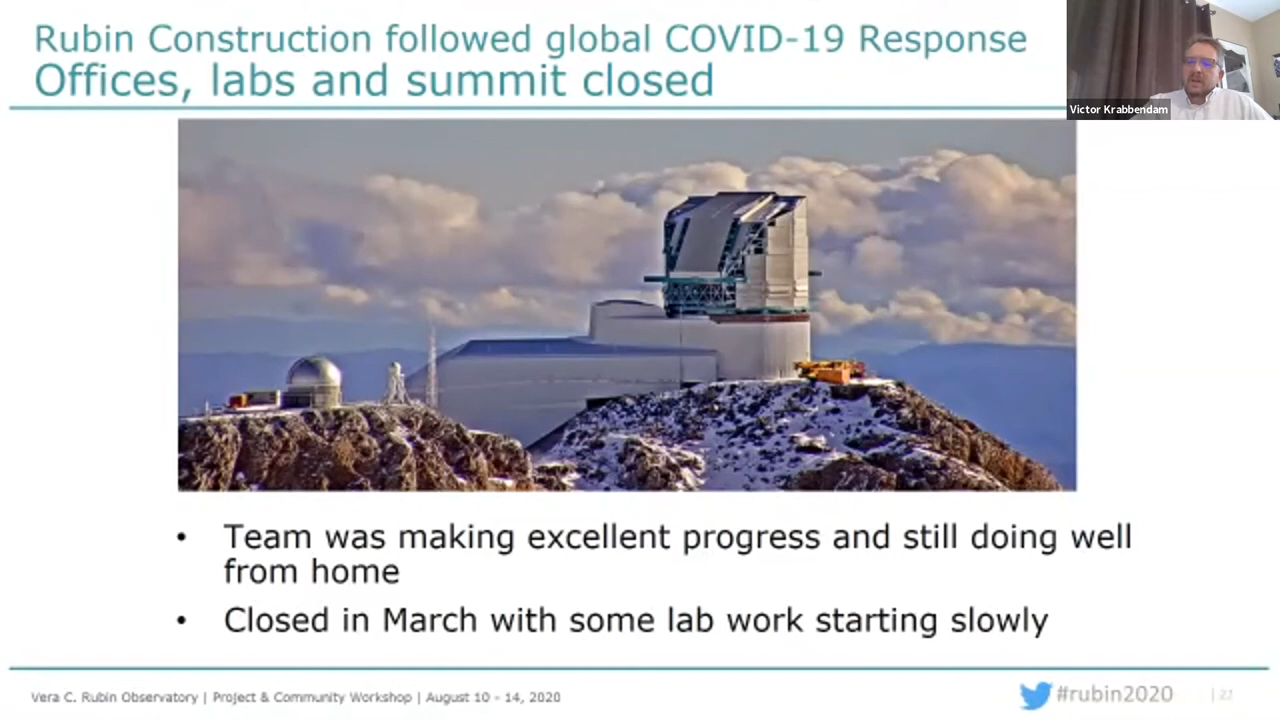 Rubin Construction followed global COVID-19 Response
Offices, labs and summit closed
Victor Krabbendam
• Team was making excellent progress and still doing well
from home
• Closed in March with some lab work starting slowly
Vera C. Rubin Observatory | Project & Community Workshop | August 10 - 14, 2020
#rubin2020